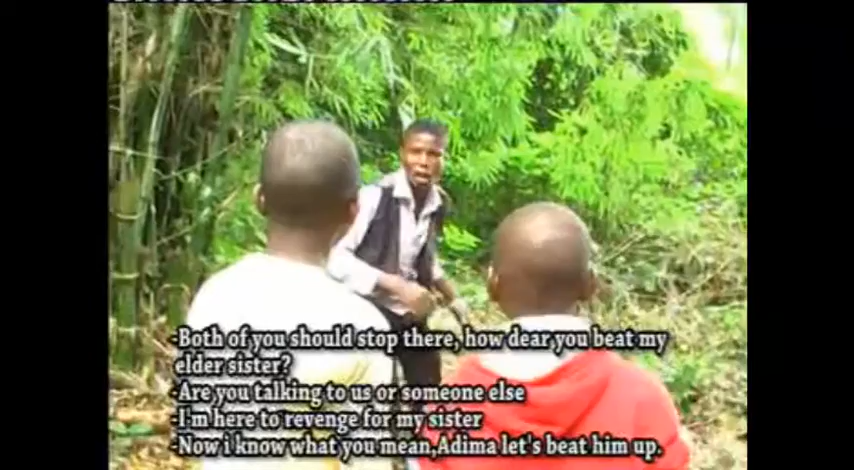 -Both of you should stop there, how dear you beat my
elder sister?
-Are you talking to us or someone else
-I'm here to revenge for my sister
-Now i know what you mean,Adima let's beat him up.